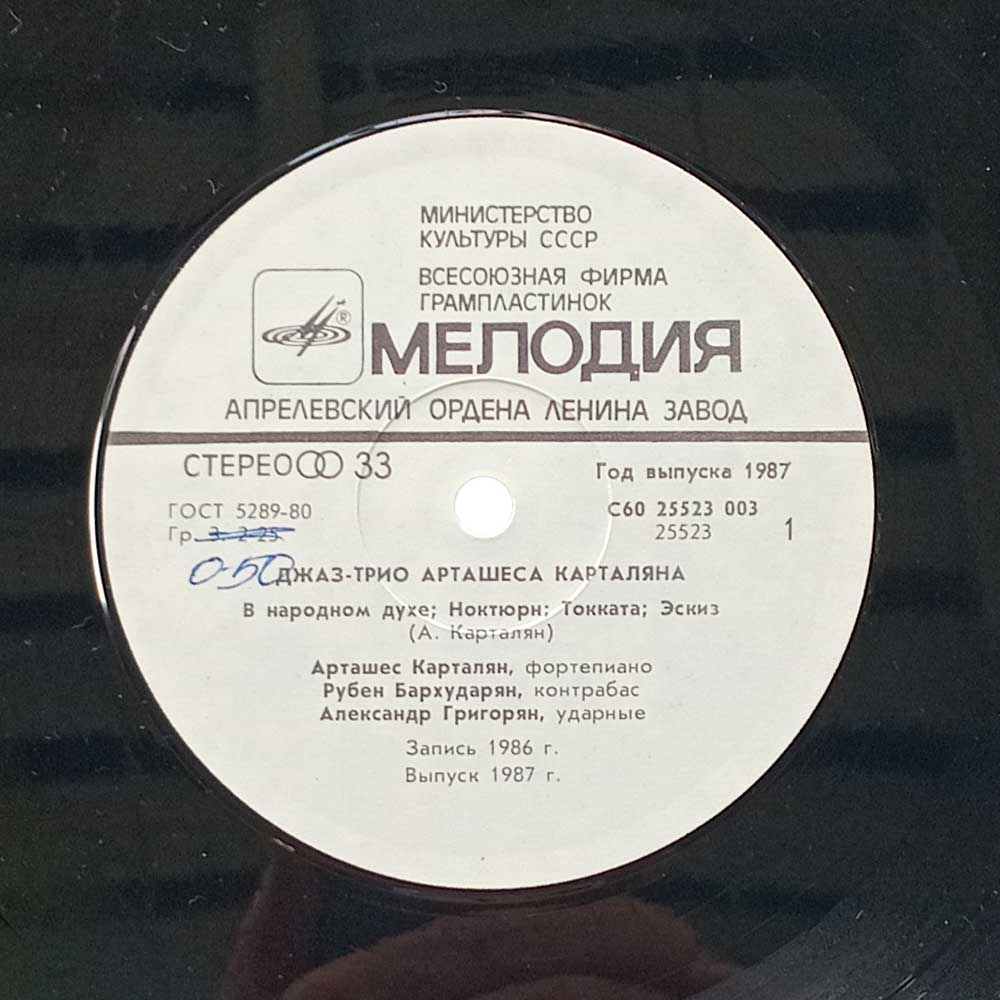 МИНИСТЕРСТВО
КУЛЬТУРЫ СССР
ВСЕСОЮЗНАЯ ФИРМА
ГРАМПЛАСТИНОК
®
МЕЛОДИЯ
АПРЕЛЕВСКИЙ ОРДЕНА ЛЕНИНА ЗАВОД
СТЕРЕО 33
Год выпуска 1987
ГОСТ 5289-80
С60 25523 003
Гр. 3. 2-25
25523 1
0-50
ДЖАЗ-ТРИО АРТАШЕСА КАРТАЛЯНА
В народном духе; Ноктюрн; Токката; Эскиз
(А. Карталян)
Арташес Карталян, фортепиано
Рубен Бархударян, контрабас
Александр Григорян, ударные
Запись 1986 г.
Выпуск 1987 г.